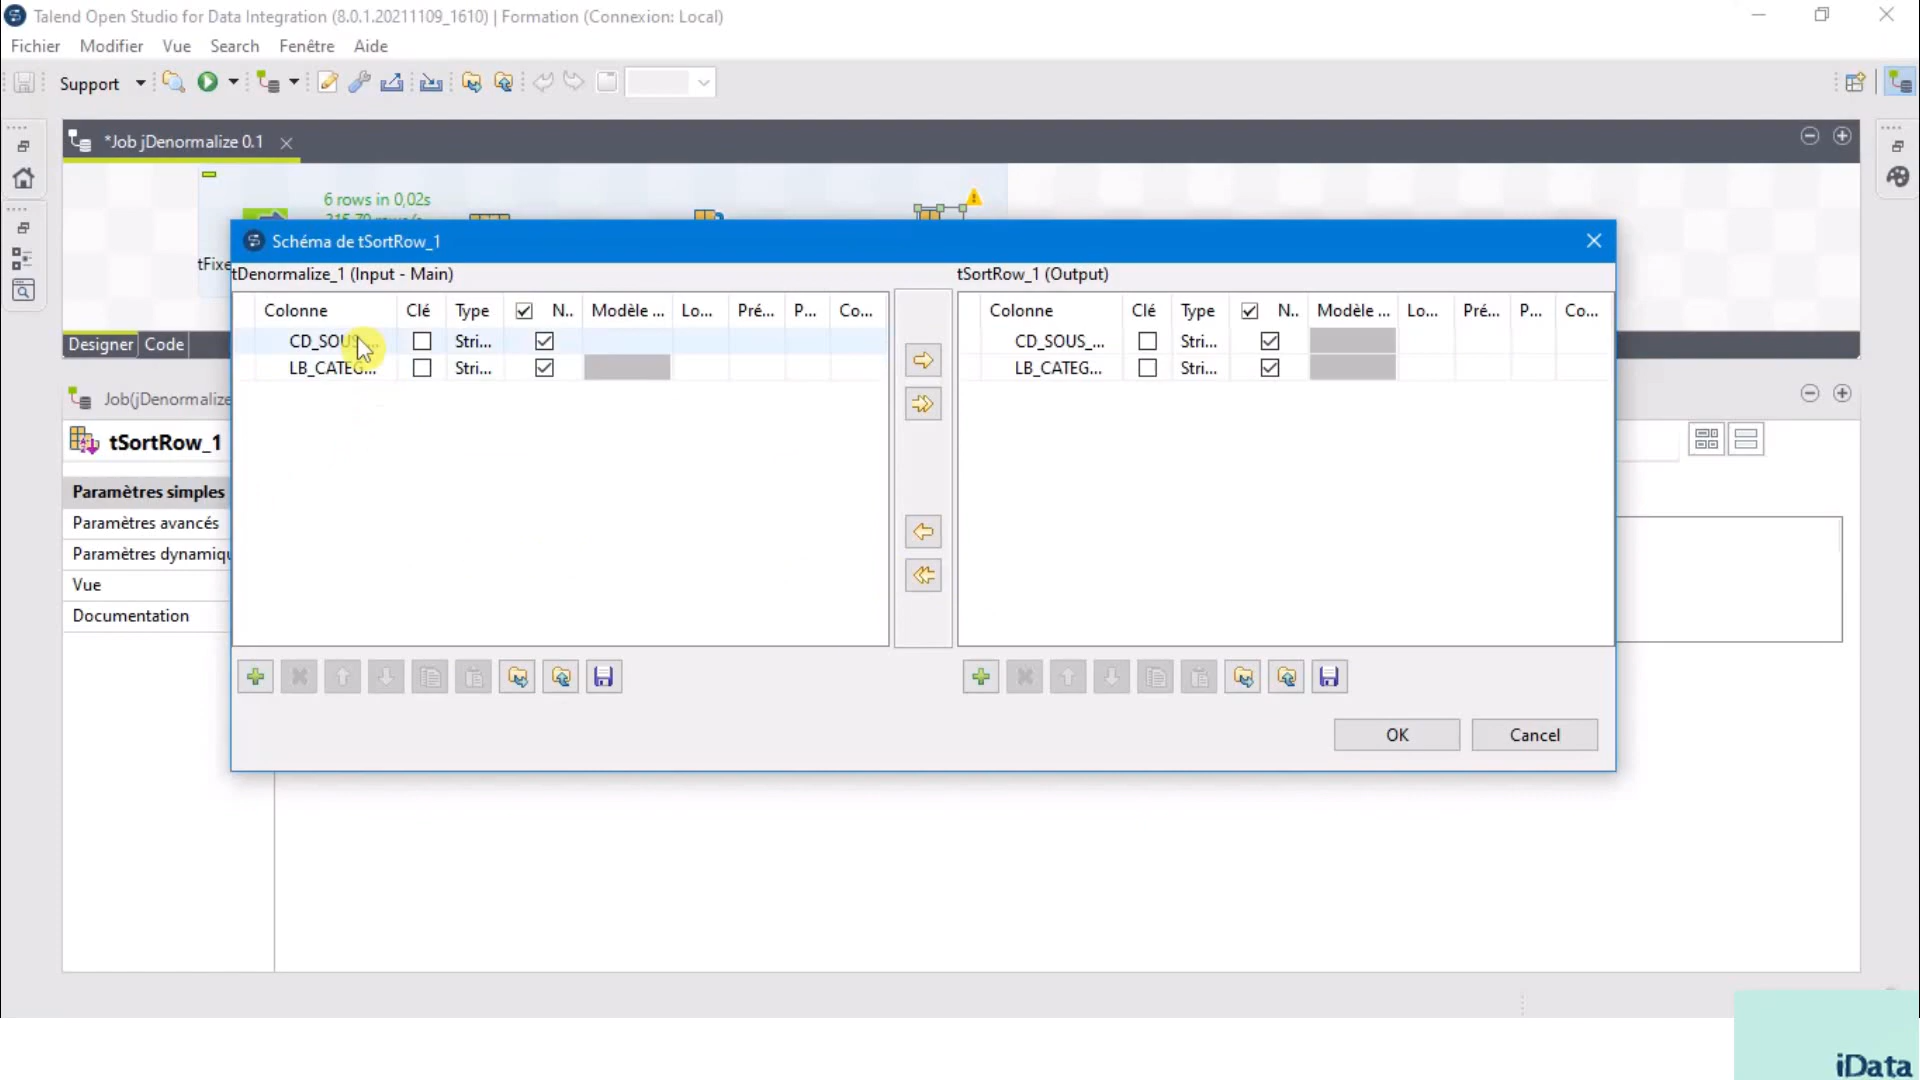 Talend Open Studio for Data Integration (8.0.1.20211109_1610) | Formation (Connexion: Local)
Fichier Modifier Vue Search Fenêtre Aide
Support
*Job jDenormalize 0.1
6 rows in 0,02s
tFixe
Schéma de tSortRow_1
tDenormalize_1 (Input - Main) tSortRow_1 (Output)
Colonne Clé Type N.. Modèle ... Lo... Pré... P... Co... Colonne Clé Type N.. Modèle ... Lo... Pré... P... Co...
CD_SOUS_... Stri... CD_SOUS_... Stri...
LB_CATEG... Stri... LB_CATEG... Stri...
Designer Code
Job(jDenormalize
tSortRow_1
Paramètres simples
Paramètres avancés
Paramètres dynamiqu
Vue
Documentation
OK Cancel
iData